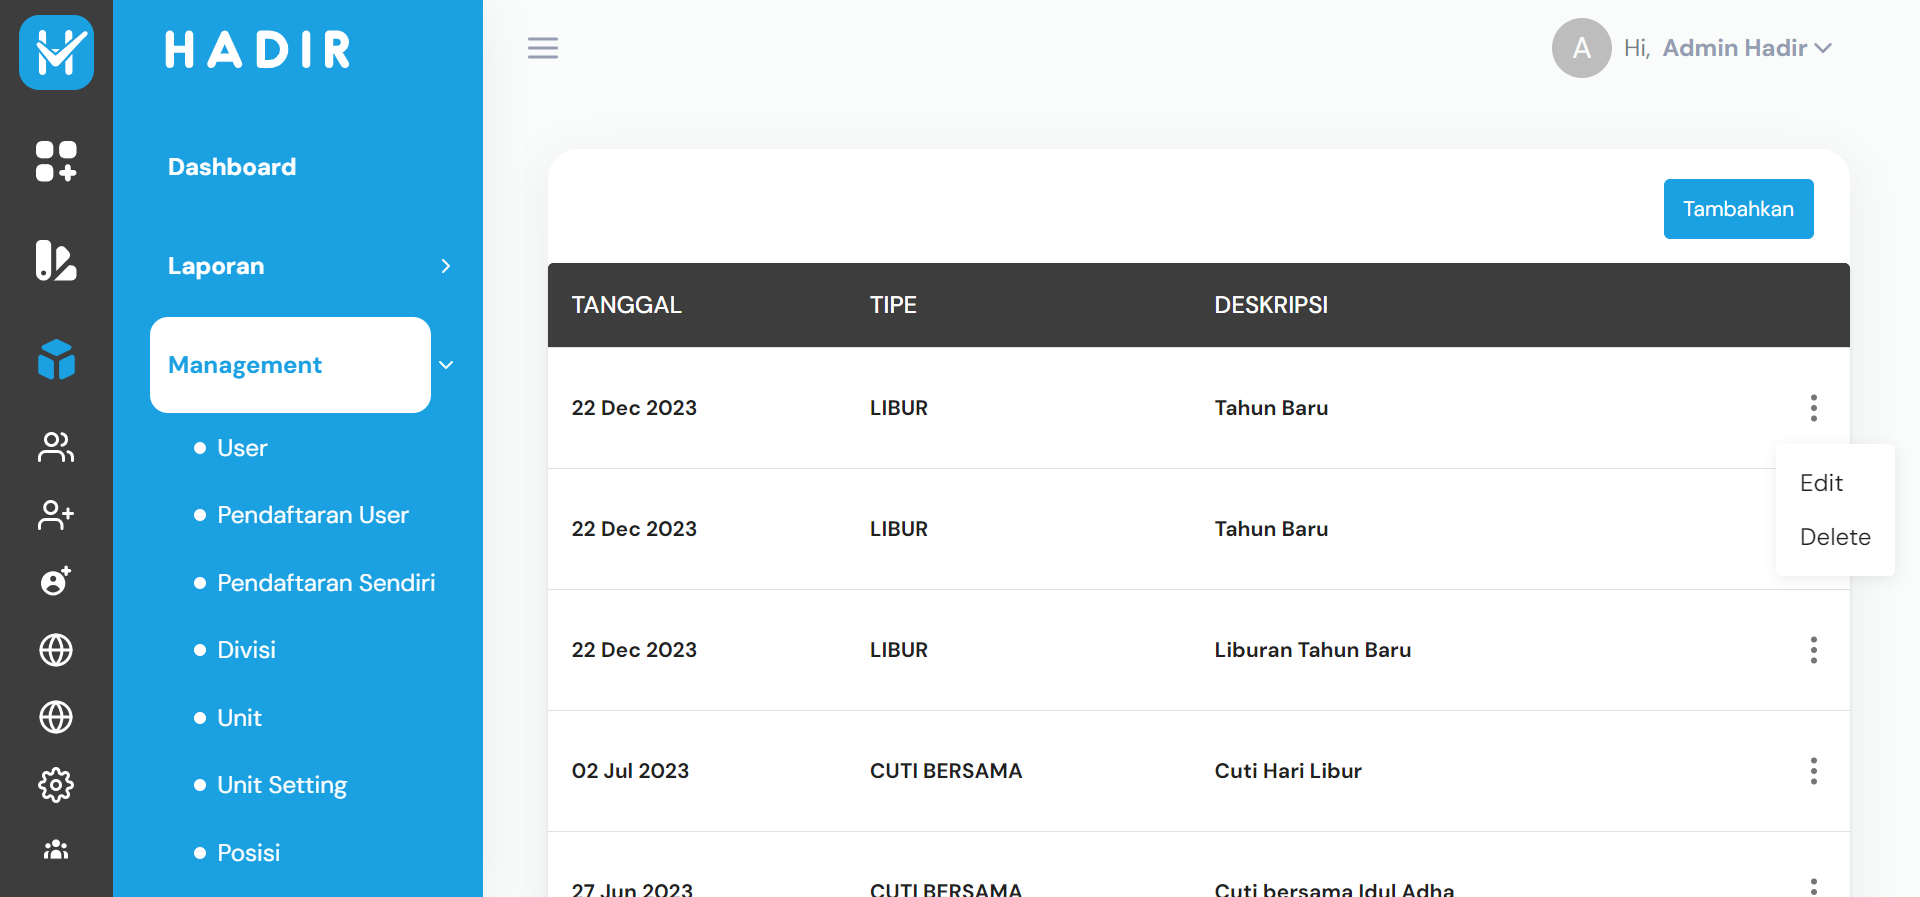 HADIR
Hi, Admin Hadir
A
Dashboard
Laporan
Management
User
Pendaftaran User
Pendaftaran Sendiri
Divisi
Unit
Unit Setting
Posisi
Tambahkan
TANGGAL TIPE DESKRIPSI
22 Dec 2023 LIBUR Tahun Baru
Edit
Delete
22 Dec 2023 LIBUR Tahun Baru
22 Dec 2023 LIBUR Liburan Tahun Baru
02 Jul 2023 CUTI BERSAMA Cuti Hari Libur
27 Jun 2023 CUTI BERSAMA Cuti bersama Idul Adha